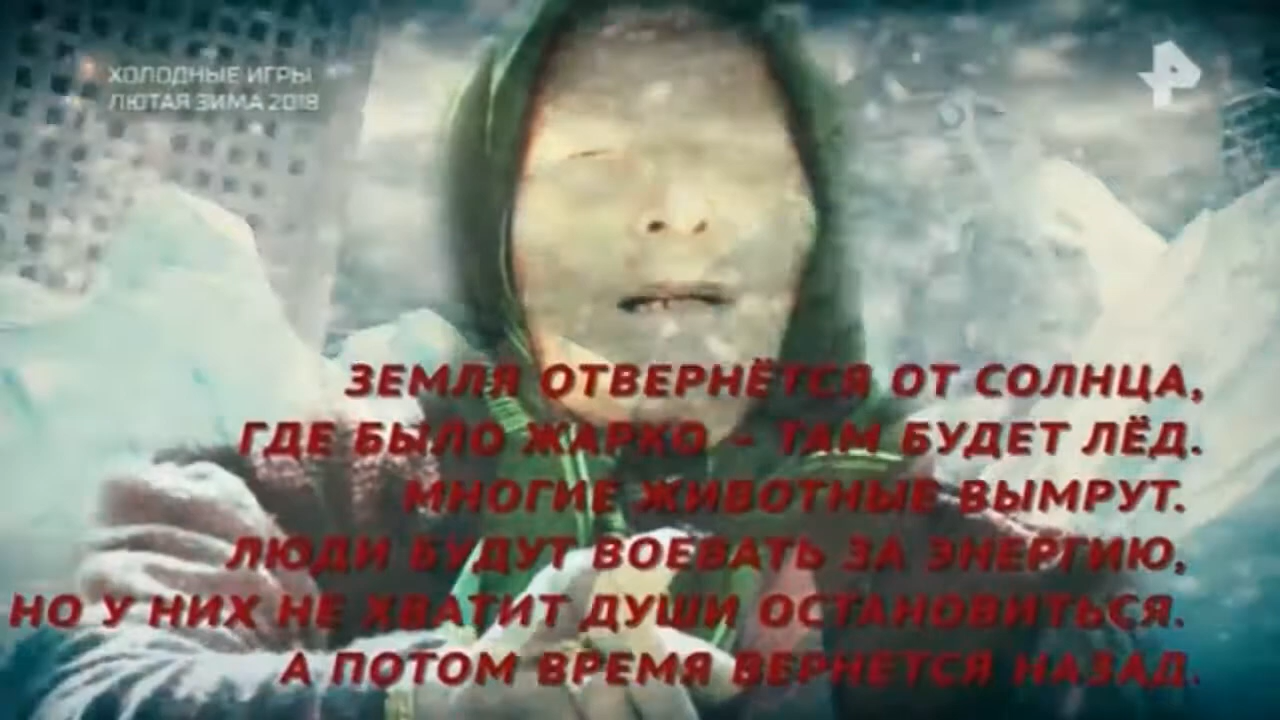 ХОЛОДНЫЕ ИГРЫ
ЛЮТАЯ ЗИМА 2018
ЗЕМЛЯ ОТВЕРНЁТСЯ ОТ СОЛНЦА,
ГДЕ БЫЛО ЖАРКО – ТАМ БУДЕТ ЛЁД.
МНОГИЕ ЖИВОТНЫЕ ВЫМРУТ.
ЛЮДИ БУДУТ ВОЕВАТЬ ЗА ЭНЕРГИЮ,
НО У НИХ НЕ ХВАТИТ ДУШИ ОСТАНОВИТЬСЯ.
А ПОТОМ ВРЕМЯ ВЕРНЕТСЯ НАЗАД.